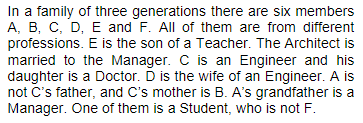 In a family of three generations there are six members
A, B, C, D, E and F. All of them are from different
professions. E is the son of a Teacher. The Architect is
married to the Manager. C is an Engineer and his
daughter is a Doctor. D is the wife of an Engineer. A is
not C's father, and C's mother is B. A's grandfather is a
Manager. One of them is a Student, who is not F.